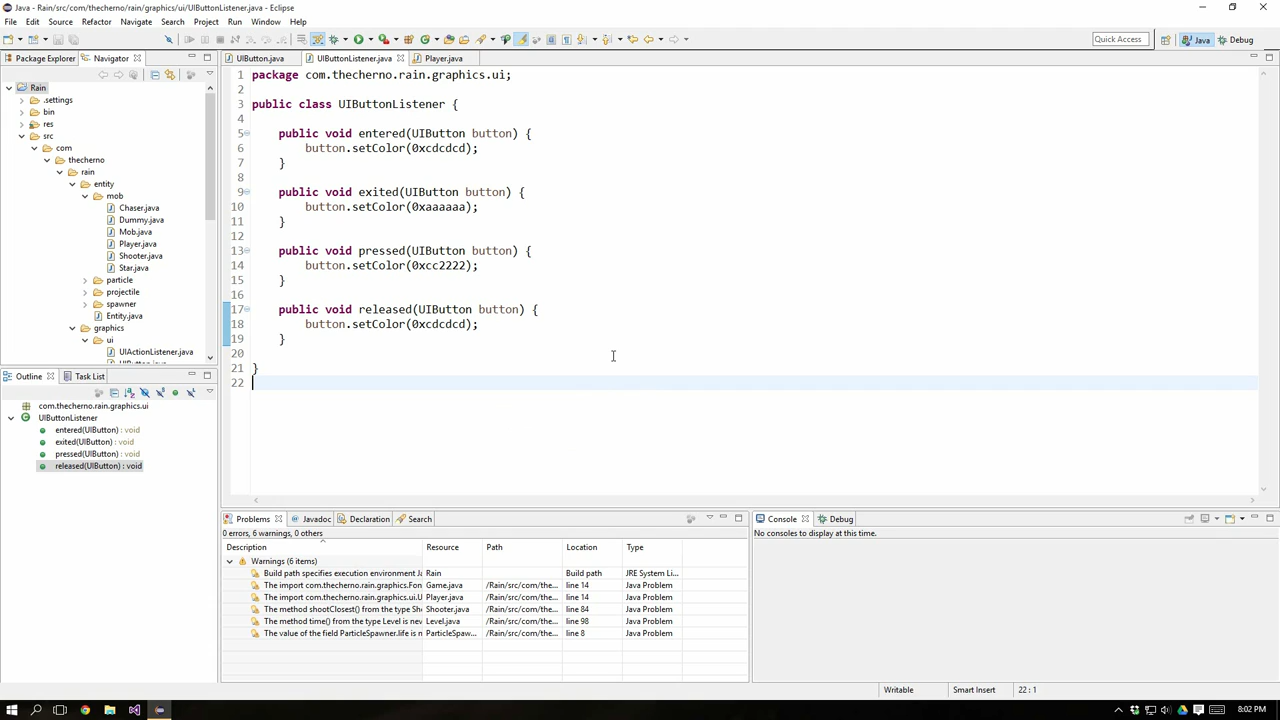 Java - Rain/src/com/thecherno/rain/graphics/ui/UIButtonListener.java - Eclipse
File Edit Source Refactor Navigate Search Project Run Window Help
Quick Access Java Debug
Package Explorer Navigator
Rain
.settings
bin
res
src
com
thecherno
rain
entity
mob
Chaser.java
Dummy.java
Mob.java
Player.java
Shooter.java
Star.java
particle
projectile
spawner
Entity.java
graphics
ui
UIActionListener.java
Outline Task List
com.thecherno.rain.graphics.ui
UIButtonListener
entered(UIButton) : void
exited(UIButton) : void
pressed(UIButton) : void
released(UIButton) : void
UIButton.java UIButtonListener.java Player.java
1 package com.thecherno.rain.graphics.ui;
2
3 public class UIButtonListener {
4
5 public void entered(UIButton button) {
6 button.setColor(0xcdcdcd);
7 }
8
9 public void exited(UIButton button) {
10 button.setColor(0xaaaaaa);
11 }
12
13 public void pressed(UIButton button) {
14 button.setColor(0xcc2222);
15 }
16
17 public void released(UIButton button) {
18 button.setColor(0xcdcdcd);
19 }
20
21 }
22
Problems Javadoc Declaration Search
0 errors, 6 warnings, 0 others
Description Resource Path Location Type
Warnings (6 items)
Build path specifies execution environment Ja Rain Build path JRE System Li...
The import com.thecherno.rain.graphics.Fon Game.java /Rain/src/com/the... line 14 Java Problem
The import com.thecherno.rain.graphics.ui.U Player.java /Rain/src/com/the... line 14 Java Problem
The method shootClosest() from the type Sho Shooter.java /Rain/src/com/the... line 84 Java Problem
The method time() from the type Level is nev Level.java /Rain/src/com/the... line 98 Java Problem
The value of the field ParticleSpawner.life is n ParticleSpaw... /Rain/src/com/the... line 8 Java Problem
Console Debug
No consoles to display at this time.
Writable Smart Insert 22 : 1
8:02 PM